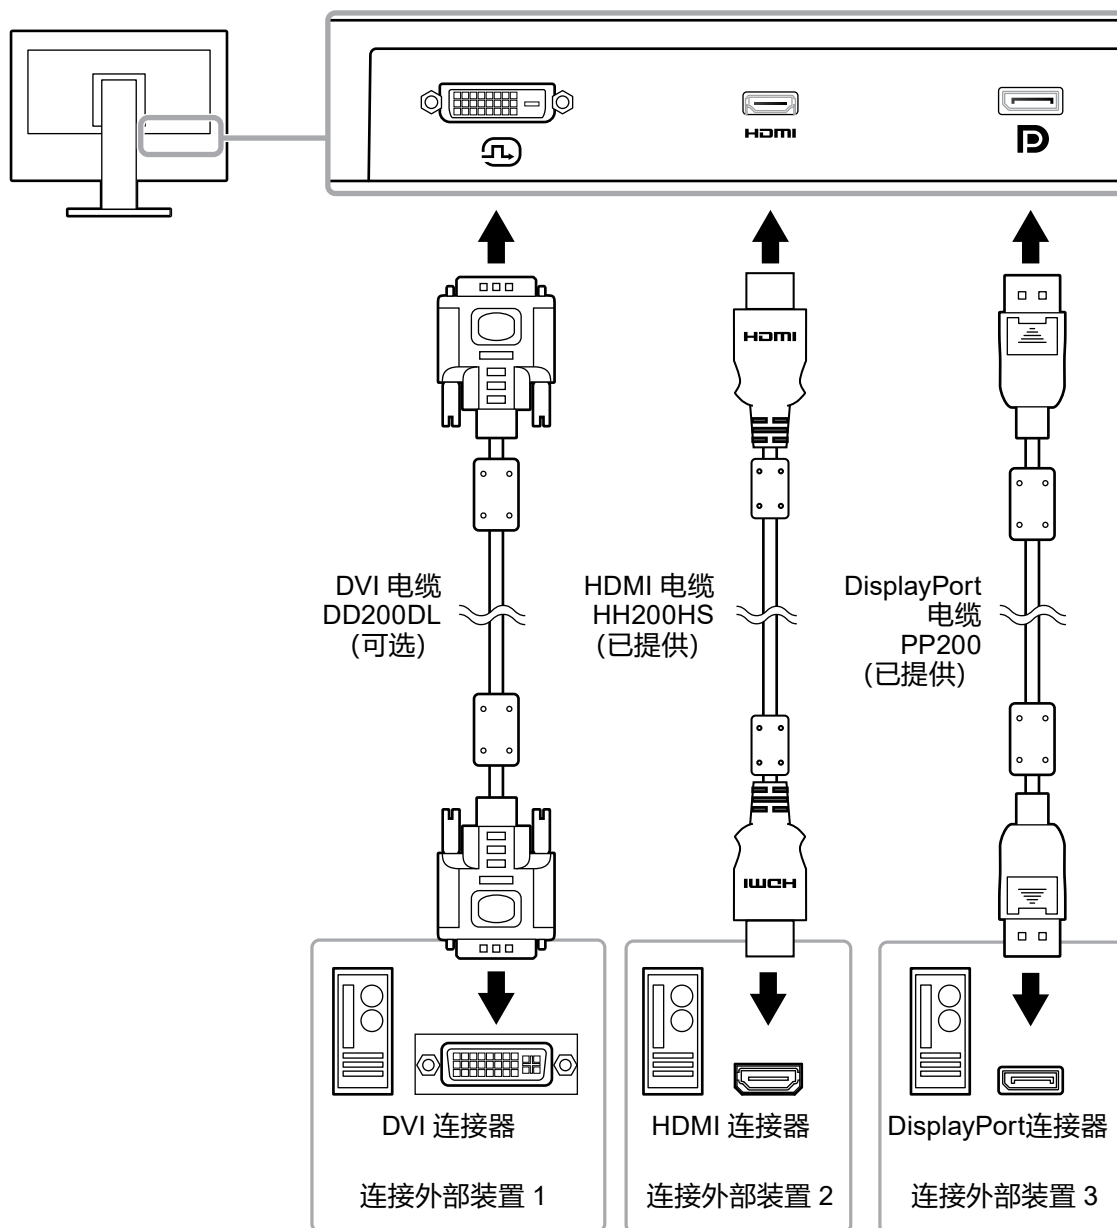 HDMI
HDMI
DVI 电缆
DD200DL
(可选)
HDMI 电缆
HH200HS
(已提供)
DisplayPort
电缆
PP200
(已提供)
HDMI
DVI 连接器
HDMI 连接器
DisplayPort连接器
连接外部装置 1
连接外部装置 2
连接外部装置 3